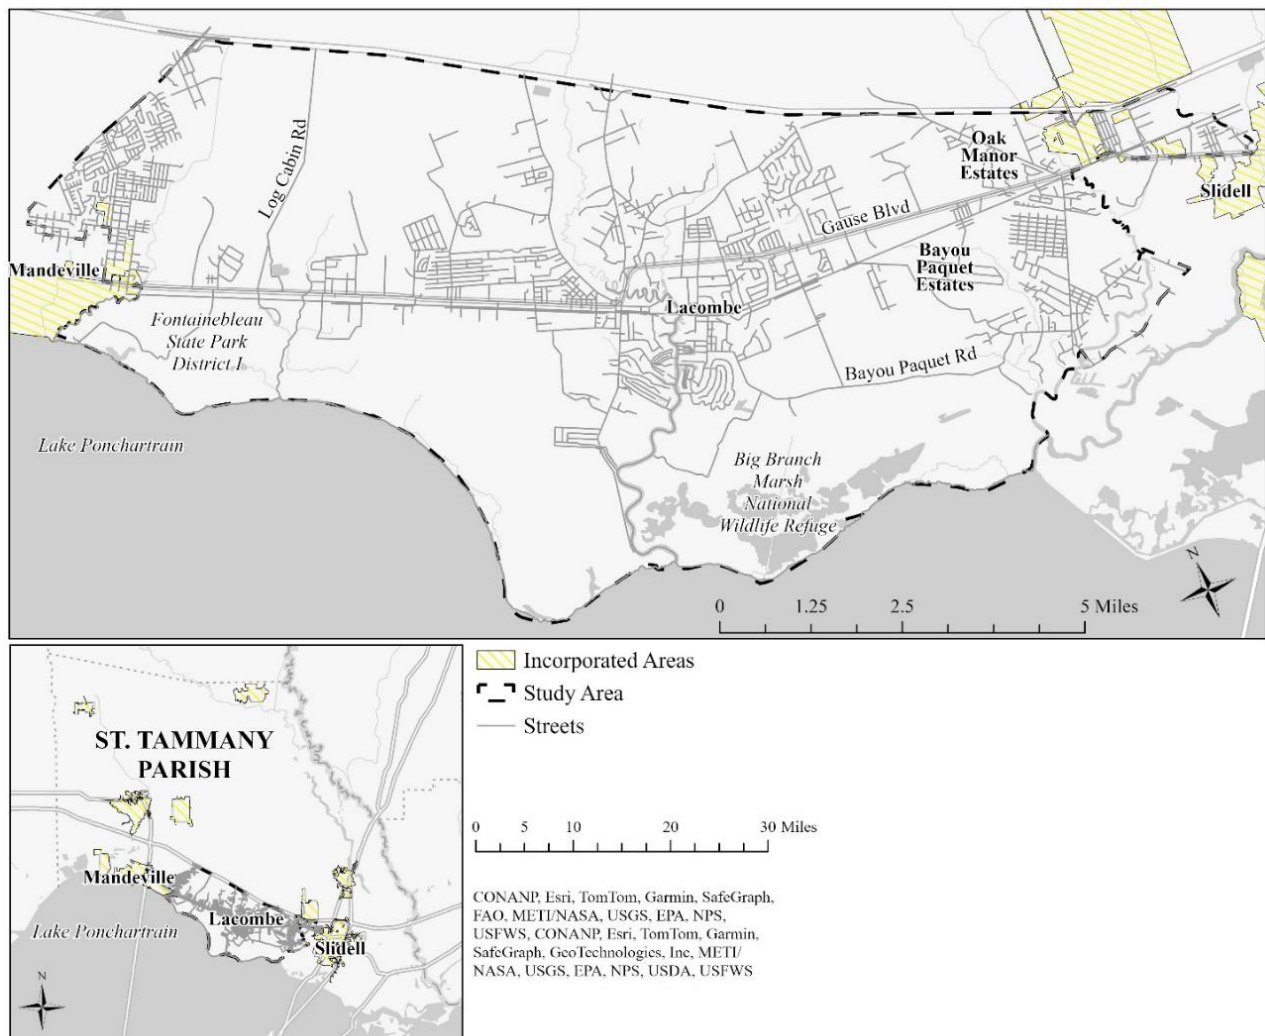 Log Cabin Rd
Oak
Manor
Estates
Slidell
Gause Blvd
Mandeville
Bayou
Paquet
Estates
Lacombe
Fontainebleau
State Park
District I
Bayou Paquet Rd
Lake Ponchartrain
Big Branch
Marsh
National
Wildlife Refuge
N
0 1.25 2.5 5 Miles
ST. TAMMANY
PARISH
Mandeville
Lacombe
Lake Ponchartrain
Slidell
N
Incorporated Areas
Study Area
Streets
0 5 10 20 30 Miles
CONANP, Esri, TomTom, Garmin, SafeGraph,
FAO, METI/NASA, USGS, EPA, NPS,
USFWS, CONANP, Esri, TomTom, Garmin,
SafeGraph, GeoTechnologies, Inc, METI/
NASA, USGS, EPA, NPS, USDA, USFWS